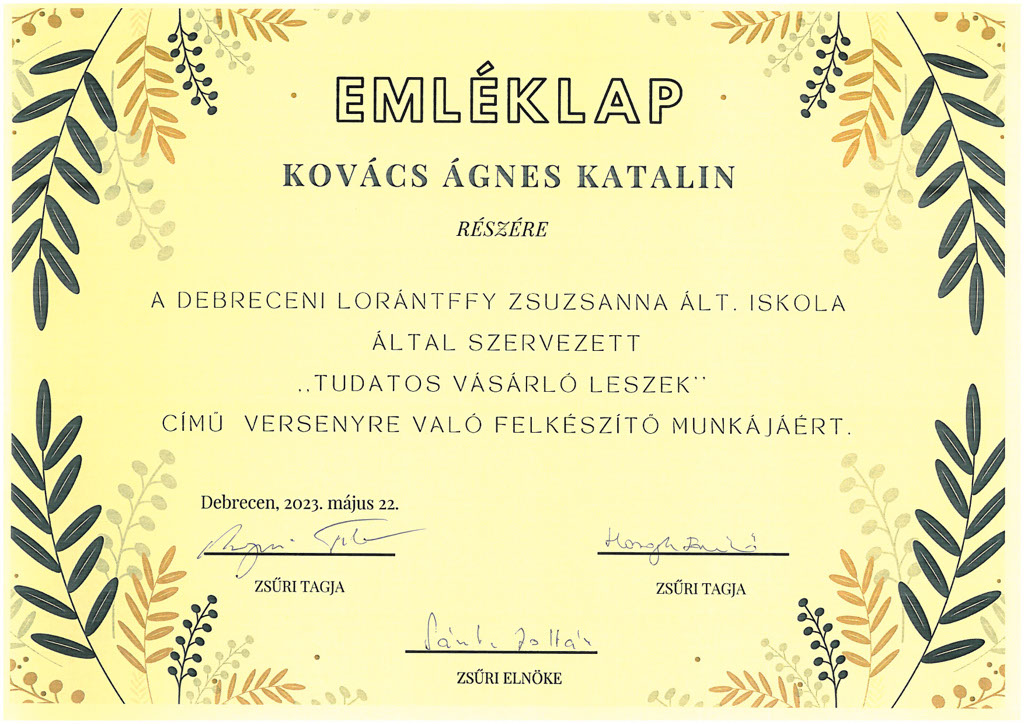 EMLÉKLAP
KOVÁCS ÁGNES KATALIN
RÉSZÉRE
A DEBRECENI LORÁNTFFY ZSUZSANNA ÁLT. ISKOLA
ÁLTAL SZERVEZETT
,,TUDATOS VÁSÁRLÓ LESZEK''
CÍMŰ VERSENYRE VALÓ FELKÉSZÍTŐ MUNKÁJÁÉRT.
Debrecen, 2023. május 22.
ZSŰRI TAGJA
ZSŰRI TAGJA
Zoltán
ZSŰRI ELNÖKE